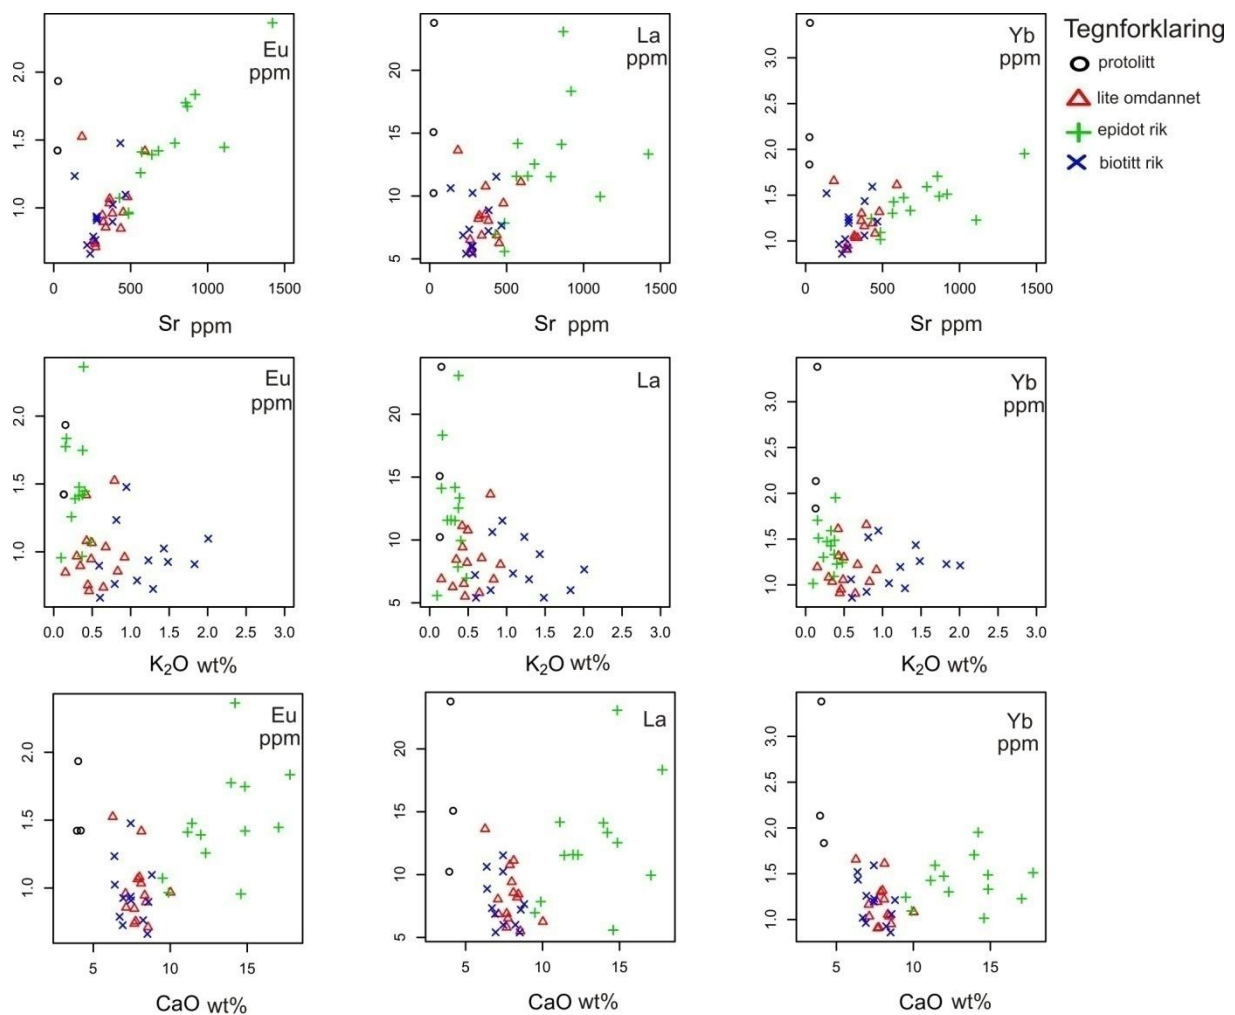 Eu
ppm
2.0
1.5
1.0
0
500
1000
1500
Sr ppm
La
ppm
20
15
10
5
0
500
1000
1500
Sr ppm
Yb
ppm
3.0
2.5
2.0
1.5
1.0
0
500
1000
1500
Sr ppm
Tegnforklaring
protolitt
lite omdannet
epidot rik
biotitt rik
Eu
ppm
2.0
1.5
1.0
0.0
0.5
1.0
1.5
2.0
2.5
3.0
K₂O wt%
La
20
15
10
5
0.0
0.5
1.0
1.5
2.0
2.5
3.0
K₂O wt%
Yb
ppm
3.0
2.5
2.0
1.5
1.0
0.0
0.5
1.0
1.5
2.0
2.5
3.0
K₂O wt%
Eu
ppm
2.0
1.5
1.0
5
10
15
CaO wt%
La
20
15
10
5
5
10
15
CaO wt%
Yb
ppm
3.0
2.5
2.0
1.5
1.0
5
10
15
CaO wt%